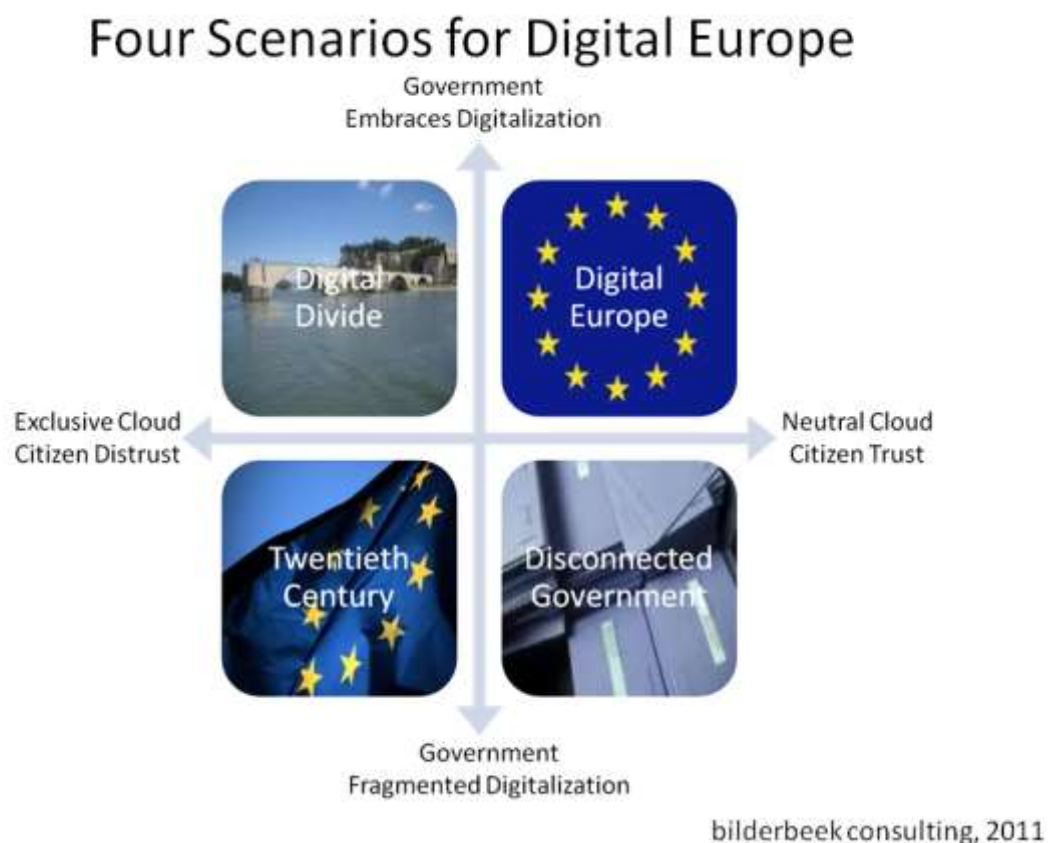 Four Scenarios for Digital Europe
Government
Embraces Digitalization
Digital
Divide
Digital
Europe
Exclusive Cloud
Citizen Distrust
Neutral Cloud
Citizen Trust
Twentieth
Century
Disconnected
Government
Government
Fragmented Digitalization
bilderbeek consulting, 2011